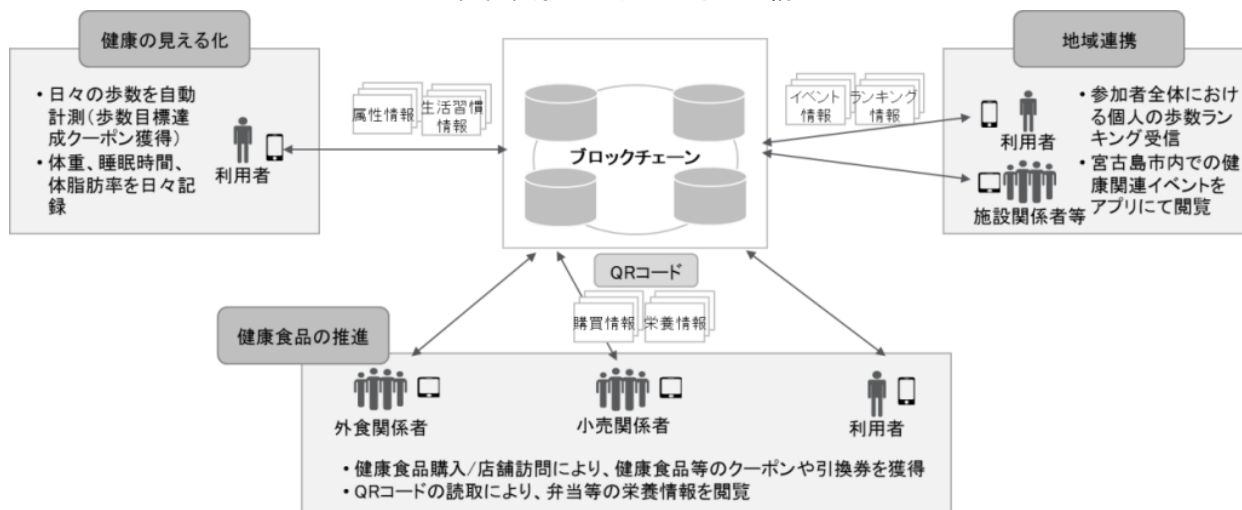 健康の見える化
・日々の歩数を自動
計測(歩数目標達
成クーポン獲得)
・体重、睡眠時間、
体脂肪率を日々記
録
利用者
属性情報
生活習慣
情報
ブロックチェーン
イベント
情報
ランキング
情報
地域連携
利用者
施設関係者等
・参加者全体におけ
る個人の歩数ラン
キング受信
・宮古島市内での健
康関連イベントを
アプリにて閲覧
QRコード
購買情報
栄養情報
健康食品の推進
外食関係者
小売関係者
利用者
・健康食品購入/店舗訪問により、健康食品等のクーポンや引換券を獲得
・QRコードの読取により、弁当等の栄養情報を閲覧